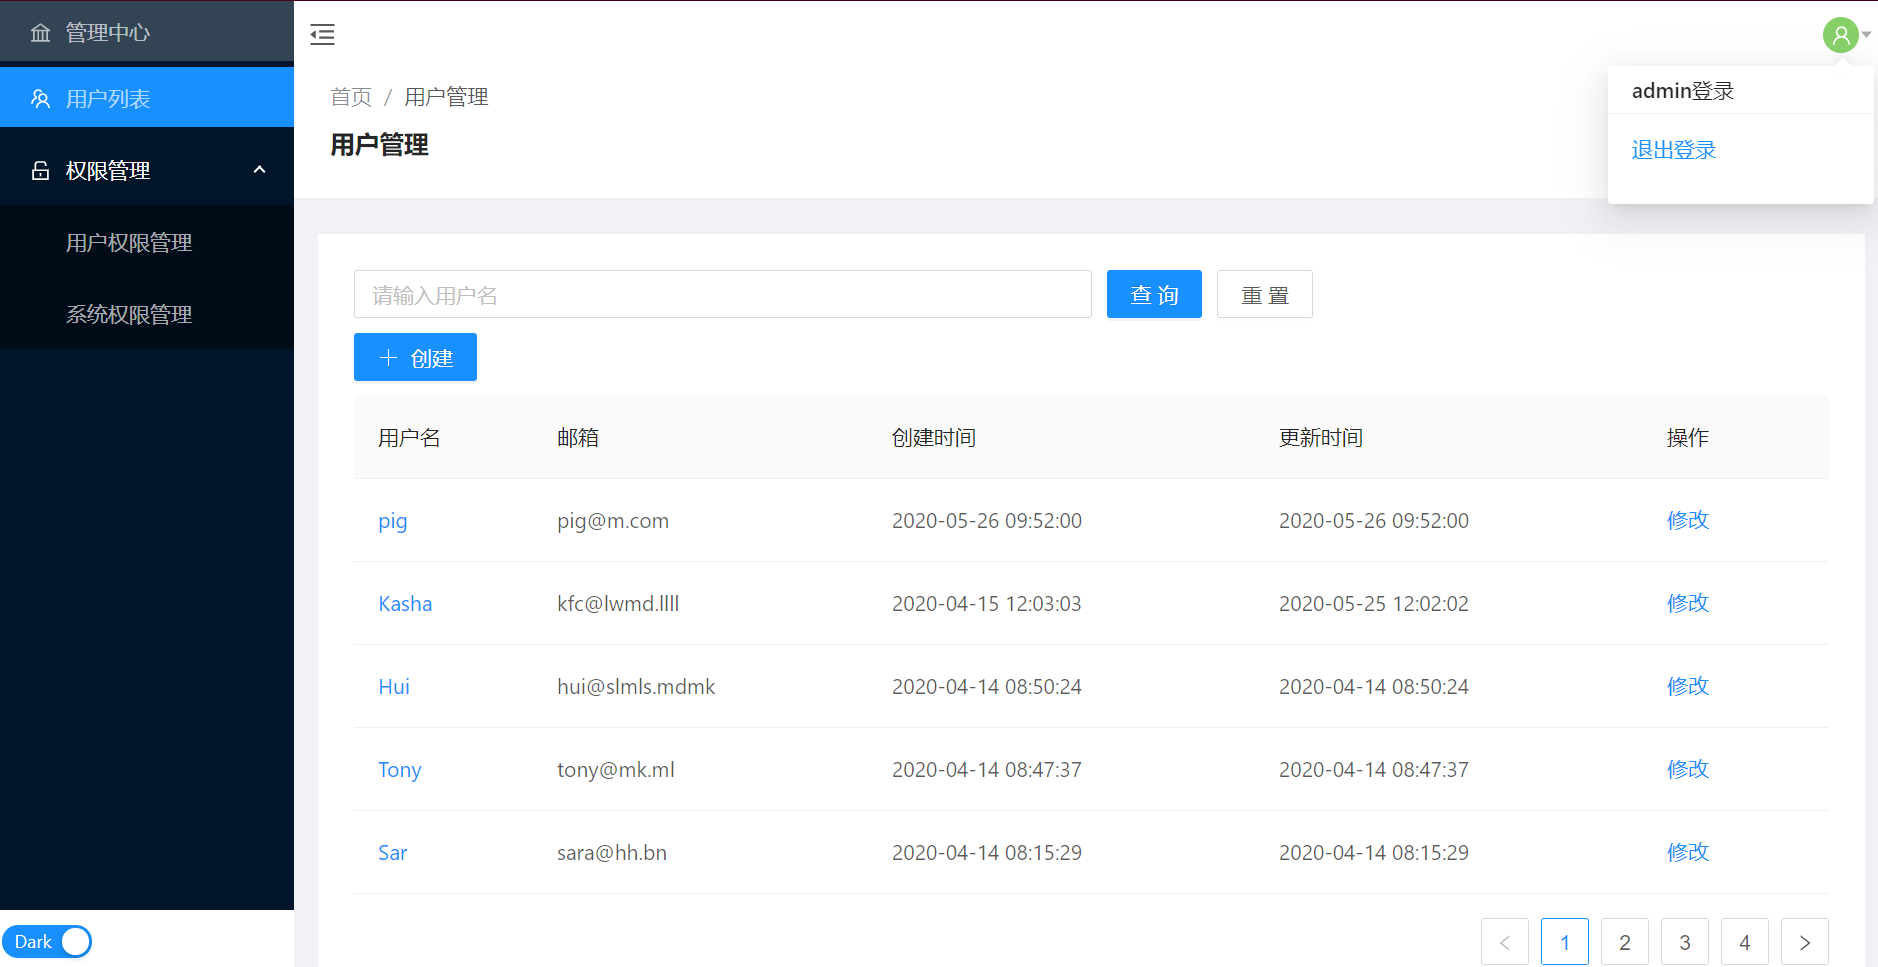 管理中心
用户列表
权限管理
用户权限管理
系统权限管理
Dark
首页 / 用户管理
用户管理
admin登录
退出登录
请输入用户名 查 询 重 置
创建
用户名 邮箱 创建时间 更新时间 操作
pig pig@m.com 2020-05-26 09:52:00 2020-05-26 09:52:00 修改
Kasha kfc@lwmd.llll 2020-04-15 12:03:03 2020-05-25 12:02:02 修改
Hui hui@slmls.mdmk 2020-04-14 08:50:24 2020-04-14 08:50:24 修改
Tony tony@mk.ml 2020-04-14 08:47:37 2020-04-14 08:47:37 修改
Sar sara@hh.bn 2020-04-14 08:15:29 2020-04-14 08:15:29 修改
< 1 2 3 4 >